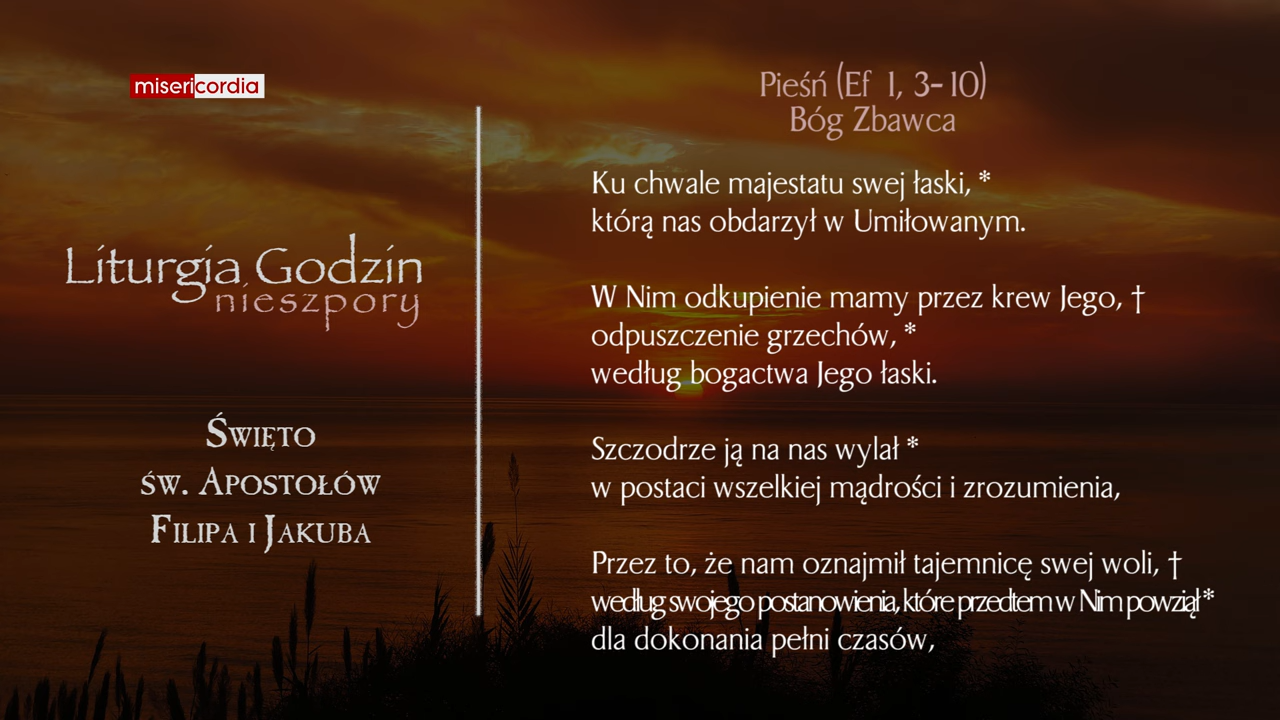 misericordia
Liturgia Godzin
nieszpory
Święto
św. Apostołów
Filipa i Jakuba
Pieśń (Ef 1, 3-10)
Bóg Zbawca
Ku chwale majestatu swej łaski, *
którą nas obdarzył w Umiłowanym.
W Nim odkupienie mamy przez krew Jego, †
odpuszczenie grzechów, *
według bogactwa Jego łaski.
Szczodrze ją na nas wylał *
w postaci wszelkiej mądrości i zrozumienia,
Przez to, że nam oznajmił tajemnicę swej woli, †
według swojego postanowienia, które przedtem w Nim powziął *
dla dokonania pełni czasów,